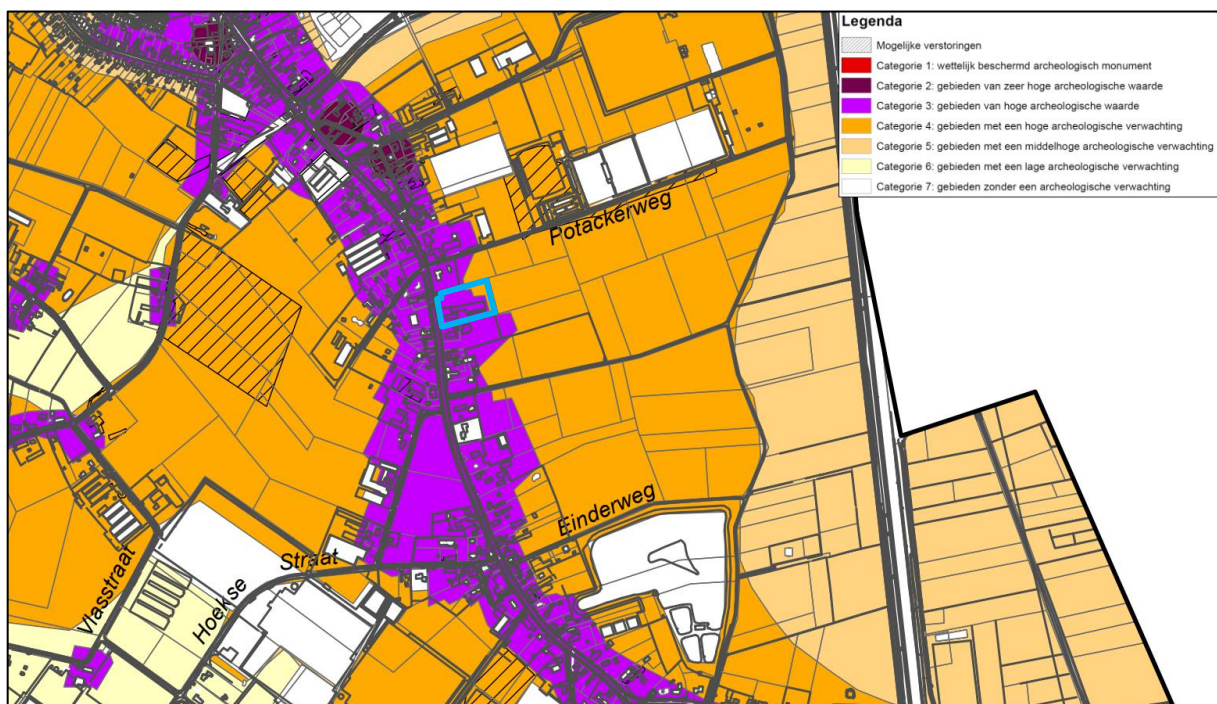 Legenda
Mogelijke verstoringen
Categorie 1: wettelijk beschermd archeologisch monument
Categorie 2: gebieden van zeer hoge archeologische waarde
Categorie 3: gebieden van hoge archeologische waarde
Categorie 4: gebieden met een hoge archeologische verwachting
Categorie 5: gebieden met een middelhoge archeologische verwachting
Categorie 6: gebieden met een lage archeologische verwachting
Categorie 7: gebieden zonder een archeologische verwachting
Potackerweg
Einderweg
Vlasstraat
Hoekse Straat